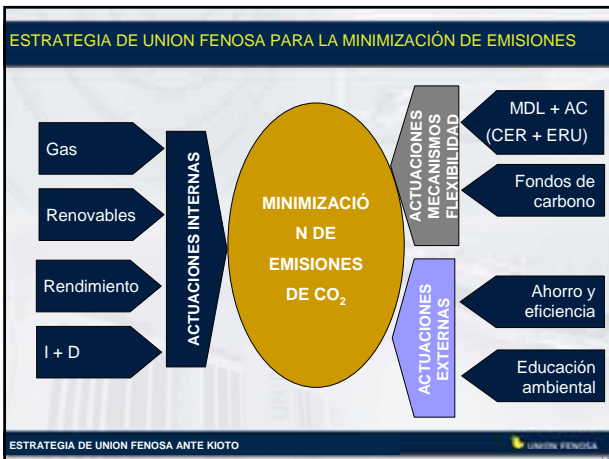 ESTRATEGIA DE UNION FENOSA PARA LA MINIMIZACIÓN DE EMISIONES
Gas
Renovables
Rendimiento
I + D
ACTUACIONES INTERNAS
MINIMIZACIÓ
N DE
EMISIONES
DE CO₂
ACTUACIONES
MECANISMOS
FLEXIBILIDAD
MDL + AC
(CER + ERU)
Fondos de
carbono
ACTUACIONES
EXTERNAS
Ahorro y
eficiencia
Educación
ambiental
ESTRATEGIA DE UNION FENOSA ANTE KIOTO
UNION FENOSA